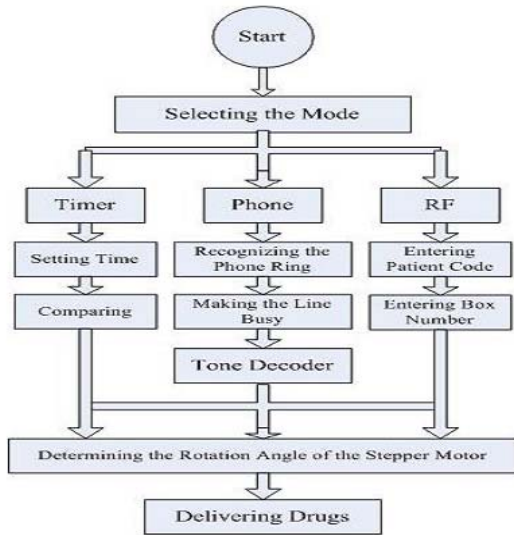 Start
Selecting the Mode
Timer
Phone
RF
Setting Time
Recognizing the
Phone Ring
Entering
Patient Code
Comparing
Making the Line
Busy
Entering Box
Number
Tone Decoder
Determining the Rotation Angle of the Stepper Motor
Delivering Drugs